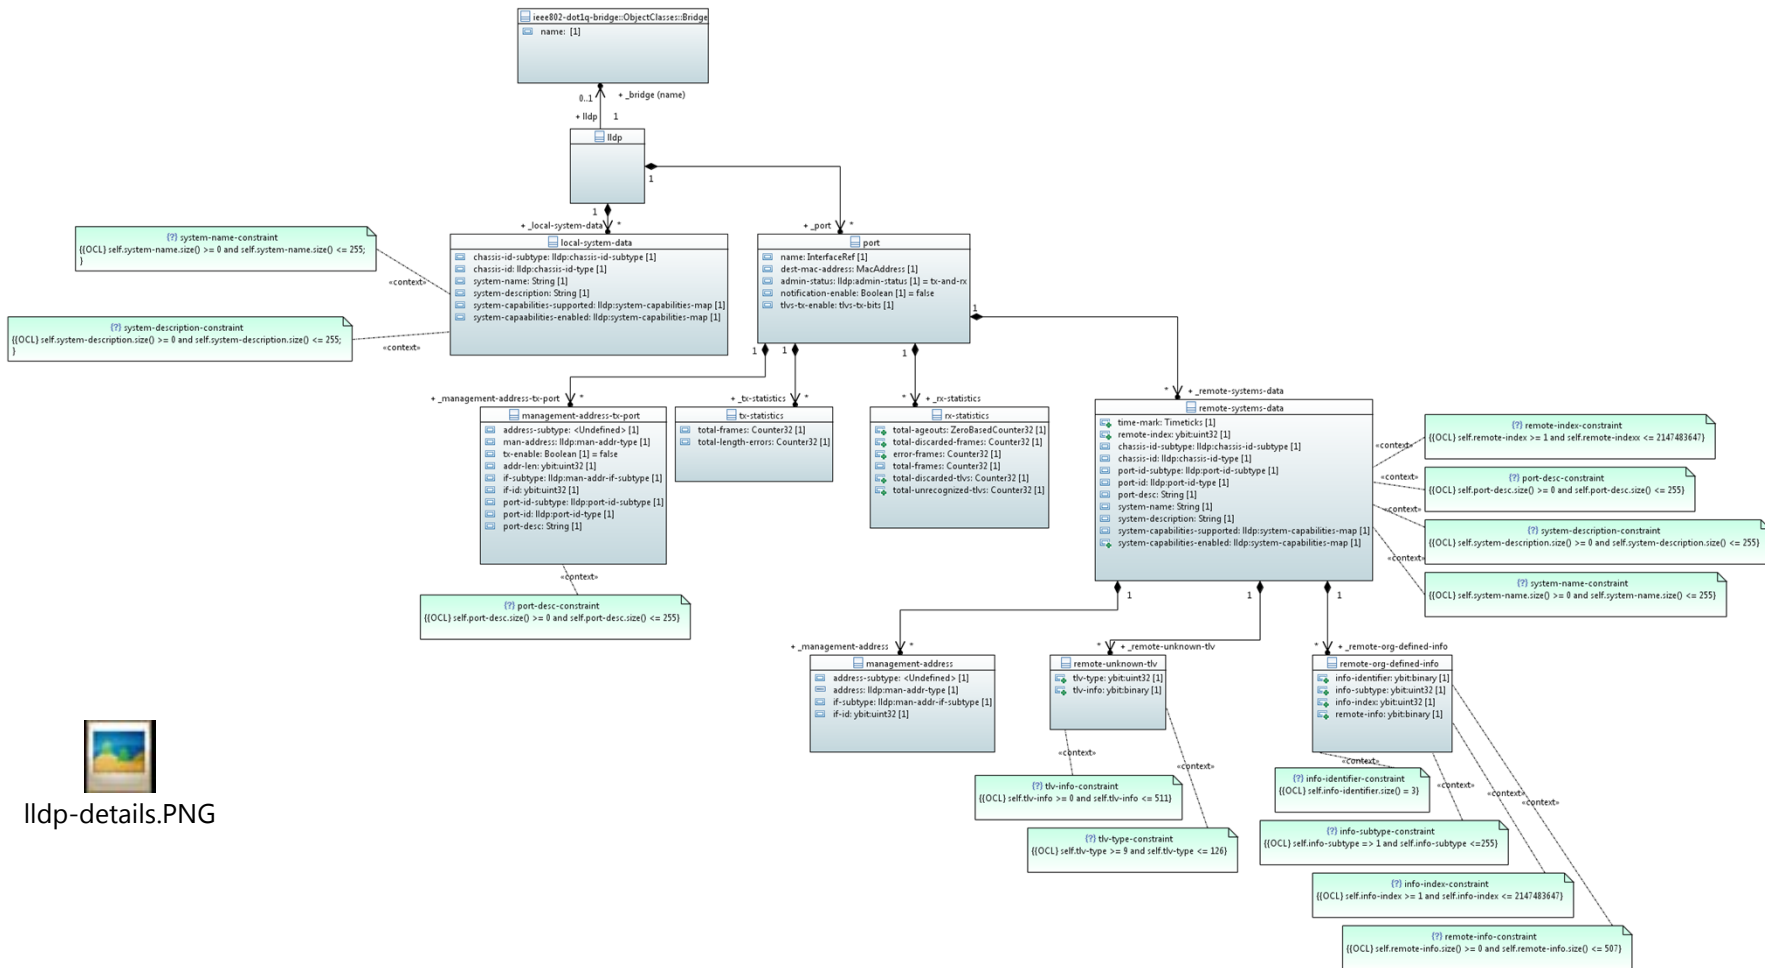 ieee802-dot1q-bridge::ObjectClasses::Bridge
name: [1]
0..1
+ _bridge (name)
+ lldp
1
lldp
1
1
+ _local-system-data
*
+ _port
*
{?} system-name-constraint
{{OCL} self.system-name.size() >= 0 and self.system-name.size() <= 255;
}
«context»
{?} system-description-constraint
{{OCL} self.system-description.size() >= 0 and self.system-description.size() <= 255;
}
«context»
local-system-data
chassis-id-subtype: lldp:chassis-id-subtype [1]
chassis-id: lldp:chassis-id-type [1]
system-name: String [1]
system-description: String [1]
system-capabilities-supported: lldp:system-capabilities-map [1]
system-capaabilities-enabled: lldp:system-capabilities-map [1]
port
name: InterfaceRef [1]
dest-mac-address: MacAddress [1]
admin-status: lldp:admin-status [1] = tx-and-rx
notification-enable: Boolean [1] = false
tlvs-tx-enable: tlvs-tx-bits [1]
1
1
1
1
+ _management-address-tx-port
*
+ _tx-statistics
*
*
+ _rx-statistics
*
+ _remote-systems-data
management-address-tx-port
address-subtype: <Undefined> [1]
man-address: lldp:man-addr-type [1]
tx-enable: Boolean [1] = false
addr-len: ybit:uint32 [1]
if-subtype: lldp:man-addr-if-subtype [1]
if-id: ybit:uint32 [1]
port-id-subtype: lldp:port-id-subtype [1]
port-id: lldp:port-id-type [1]
port-desc: String [1]
«context»
{?} port-desc-constraint
{{OCL} self.port-desc.size() >= 0 and self.port-desc.size() <= 255}
tx-statistics
total-frames: Counter32 [1]
total-length-errors: Counter32 [1]
rx-statistics
total-ageouts: ZeroBasedCounter32 [1]
total-discarded-frames: Counter32 [1]
error-frames: Counter32 [1]
total-frames: Counter32 [1]
total-discarded-tlvs: Counter32 [1]
total-unrecognized-tlvs: Counter32 [1]
remote-systems-data
time-mark: Timeticks [1]
remote-index: ybit:uint32 [1]
chassis-id-subtype: lldp:chassis-id-subtype [1]
chassis-id: lldp:chassis-id-type [1]
port-id-subtype: lldp:port-id-subtype [1]
port-id: lldp:port-id-type [1]
port-desc: String [1]
system-name: String [1]
system-description: String [1]
system-capabilities-supported: lldp:system-capabilities-map [1]
system-capabilities-enabled: lldp:system-capabilities-map [1]
«context»
{?} remote-index-constraint
{{OCL} self.remote-index >= 1 and self.remote-indexx <= 2147483647}
«context»
{?} port-desc-constraint
{{OCL} self.port-desc.size() >= 0 and self.port-desc.size() <= 255}
«context»
{?} system-description-constraint
{{OCL} self.system-description.size() >= 0 and self.system-description.size() <= 255}
«context»
{?} system-name-constraint
{{OCL} self.system-name.size() >= 0 and self.system-name.size() <= 255}
1
1
1
+ _management-address
*
*
+ _remote-unknown-tlv
*
+ _remote-org-defined-info
management-address
address-subtype: <Undefined> [1]
address: lldp:man-addr-type [1]
if-subtype: lldp:man-addr-if-subtype [1]
if-id: ybit:uint32 [1]
remote-unknown-tlv
tlv-type: ybit:uint32 [1]
tlv-info: ybit:binary [1]
remote-org-defined-info
info-identifier: ybit:binary [1]
info-subtype: ybit:uint32 [1]
info-index: ybit:uint32 [1]
remote-info: ybit:binary [1]
«context»
{?} tlv-info-constraint
{{OCL} self.tlv-info >= 0 and self.tlv-info <= 511}
«context»
{?} tlv-type-constraint
{{OCL} self.tlv-type >= 9 and self.tlv-type <= 126}
«context»
{?} info-identifier-constraint
{{OCL} self.info-identifier.size() = 3}
«context»
{?} info-subtype-constraint
{{OCL} self.info-subtype => 1 and self.info-subtype <=255}
«context»
{?} info-index-constraint
{{OCL} self.info-index >= 1 and self.info-index <= 2147483647}
«context»
{?} remote-info-constraint
{{OCL} self.remote-info.size() >= 0 and self.remote-info.size() <= 507}
lldp-details.PNG